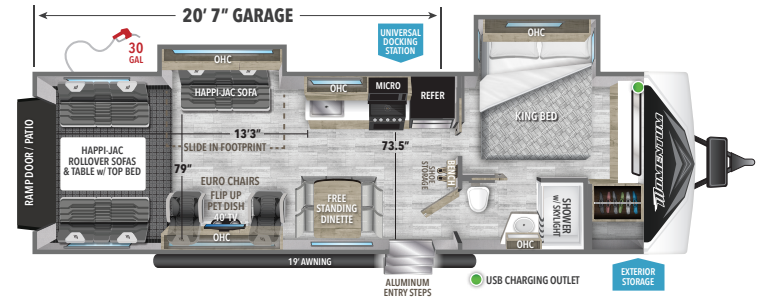 20' 7" GARAGE
UNIVERSAL
DOCKING
STATION
30
GAL
OHC
OHC
OHC
MICRO
REFER
HAPPI-JAC SOFA
KING BED
RAMP DOOR / PATIO
HAPPI-JAC
ROLLOVER SOFAS
& TABLE w/ TOP BED
13'3"
SLIDE IN FOOTPRINT
73.5"
79"
EURO CHAIRS
FLIP UP
PET DISH
40 TV
OHC
FREE
STANDING
DINETTE
SHOE
STORAGE
BENCH
SHOWER
w/ SKYLIGHT
OHC
MOMENTUM
19' AWNING
ALUMINUM
ENTRY STEPS
USB CHARGING OUTLET
EXTERIOR
STORAGE